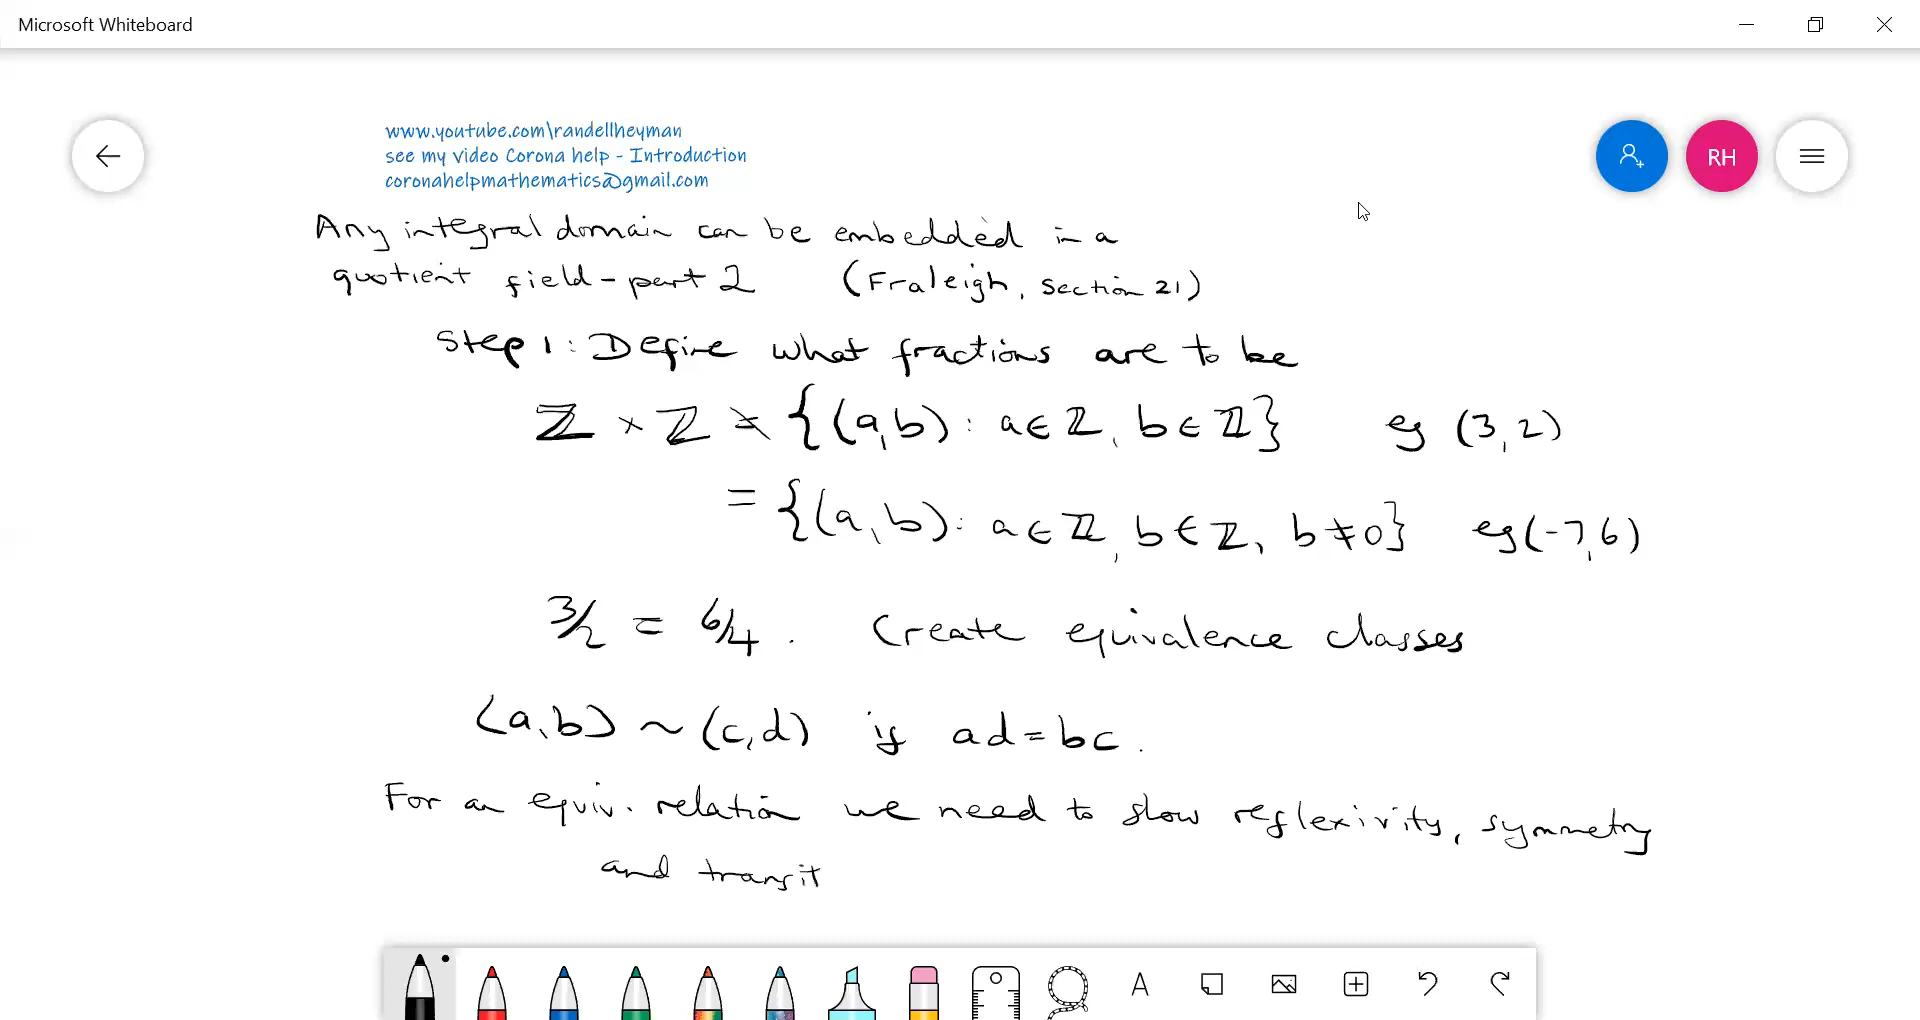 Microsoft Whiteboard
www.youtube.com\randellheyman
see my video Corona help - Introduction
coronahelpmathematics@gmail.com
RH
Any integral domain can be embedded in a
quotient field - part 2 (Fraleigh, section 21)
Step 1: Define what fractions are to be
ℤ × ℤ ≠ {(a,b): a∈ℤ, b∈ℤ} eg (3,2)
= {(a,b): a∈ℤ, b∈ℤ, b≠0} eg (-7,6)
3/2 = 6/4. Create equivalence classes
(a,b) ~ (c,d) if ad=bc.
For an equiv. relation we need to show reflexivity, symmetry
and transit
A